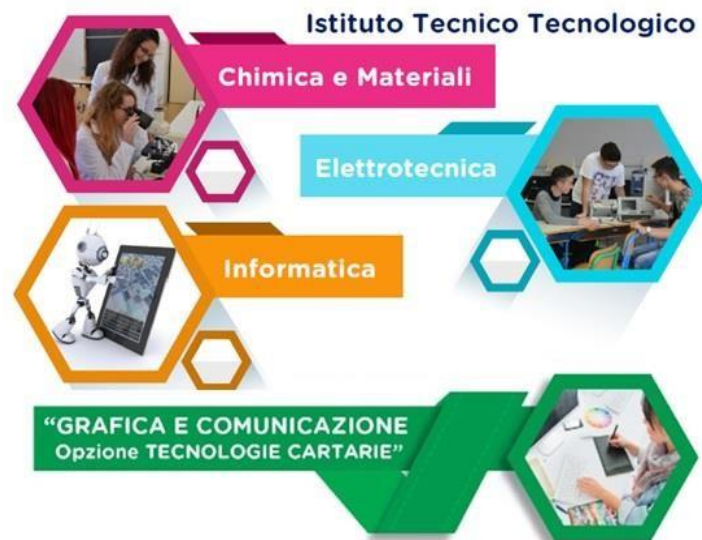 Istituto Tecnico Tecnologico
Chimica e Materiali
Elettrotecnica
Informatica
“GRAFICA E COMUNICAZIONE
Opzione TECNOLOGIE CARTARIE”